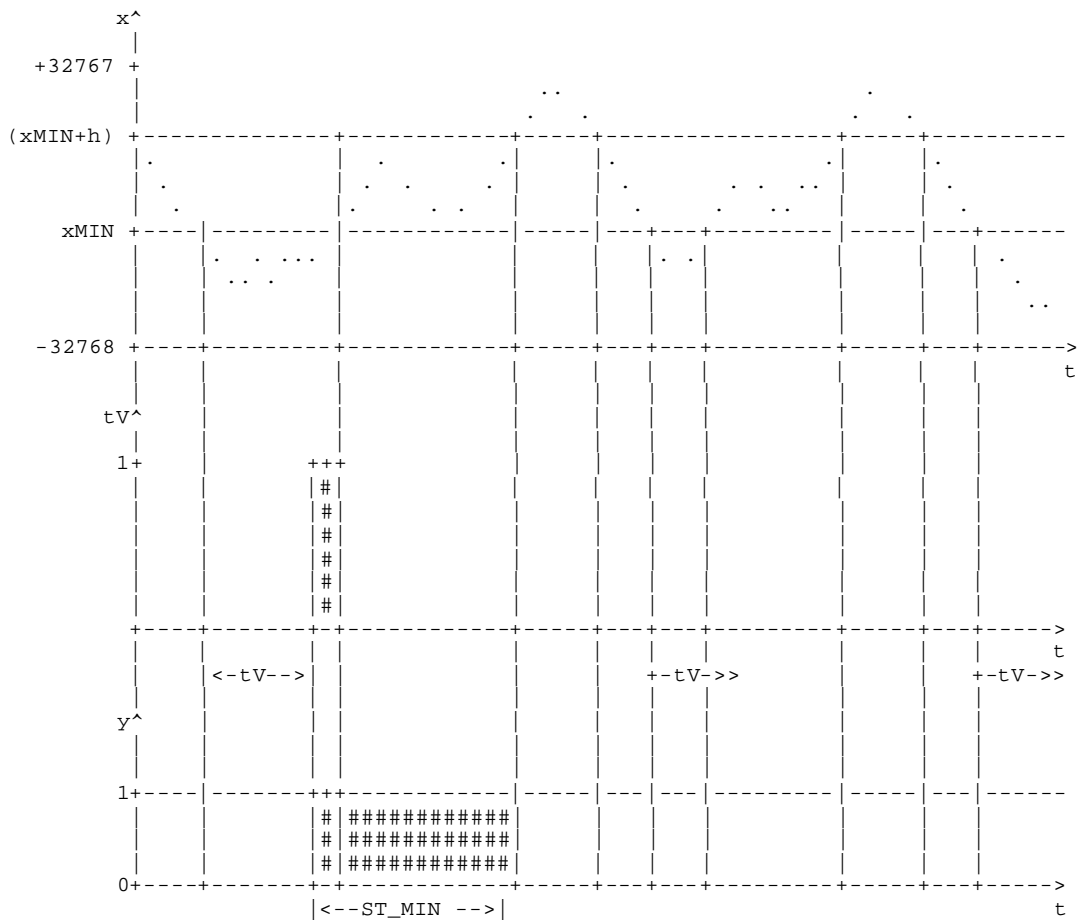 x^
+32767
(xMIN+h)
xMIN
-32768
t
tV^
1
t
<-tV--> +-tV->> +-tV->>
y^
1
0
|<--ST_MIN -->| t